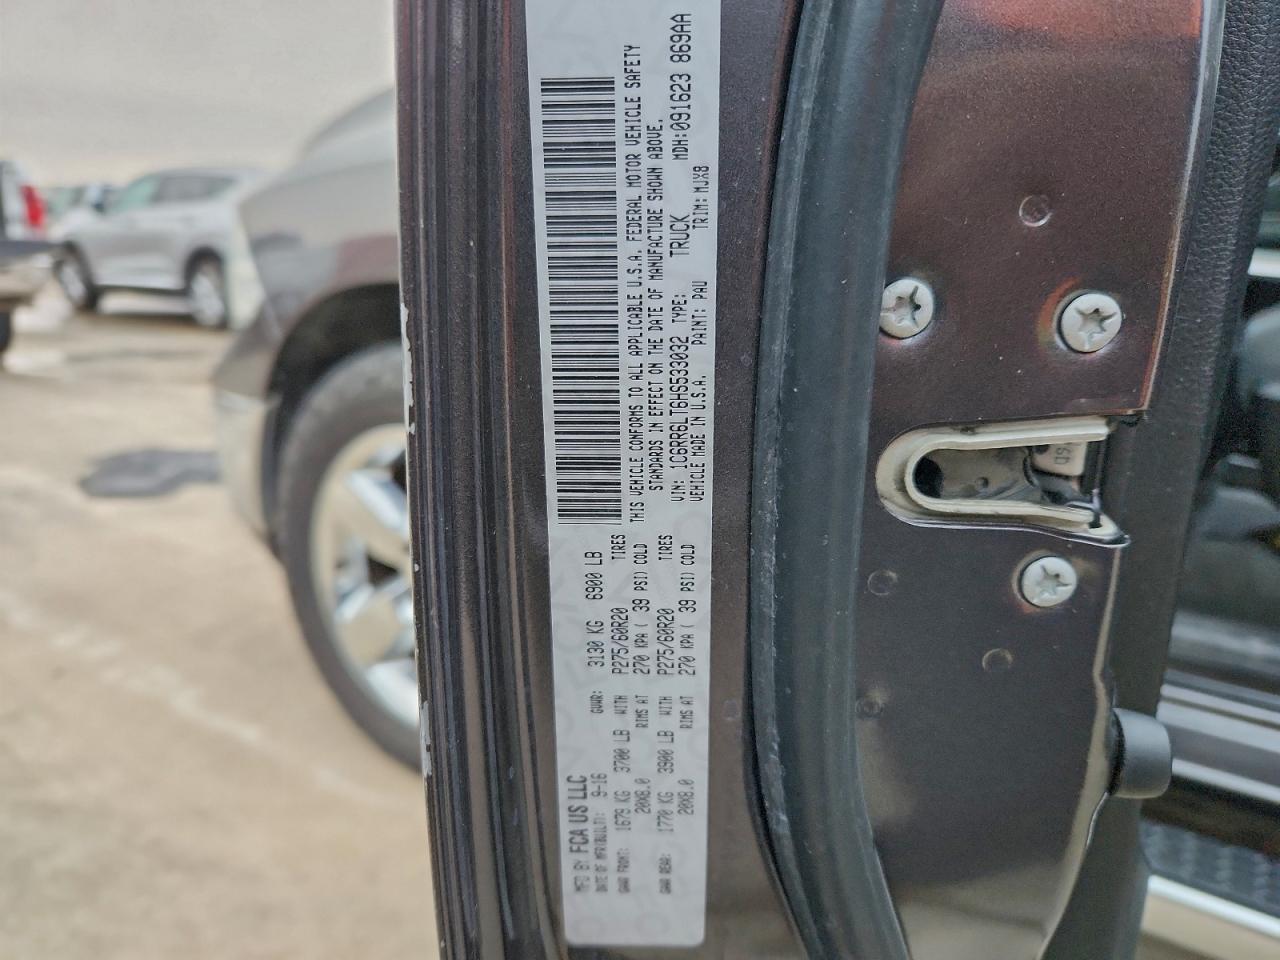 MFD BY FCA US LLC
DATE OF MFR(BUILT): 9-16 GVWR: 3130 KG 6900 LB
GAWR FRONT: 1679 KG 3700 LB WITH P275/60R20 TIRES
20X8.0 RIMS AT 270 KPA ( 39 PSI) COLD
GAWR REAR: 1770 KG 3900 LB WITH P275/60R20 TIRES
20X8.0 RIMS AT 270 KPA ( 39 PSI) COLD
THIS VEHICLE CONFORMS TO ALL APPLICABLE U.S.A. FEDERAL MOTOR VEHICLE SAFETY
STANDARDS IN EFFECT ON THE DATE OF MANUFACTURE SHOWN ABOVE.
VIN: 1C6RR6LT6HS533032 TYPE: TRUCK MDH:091623 869AA
VEHICLE MADE IN U.S.A. PAINT: PAU TRIM: MJX8